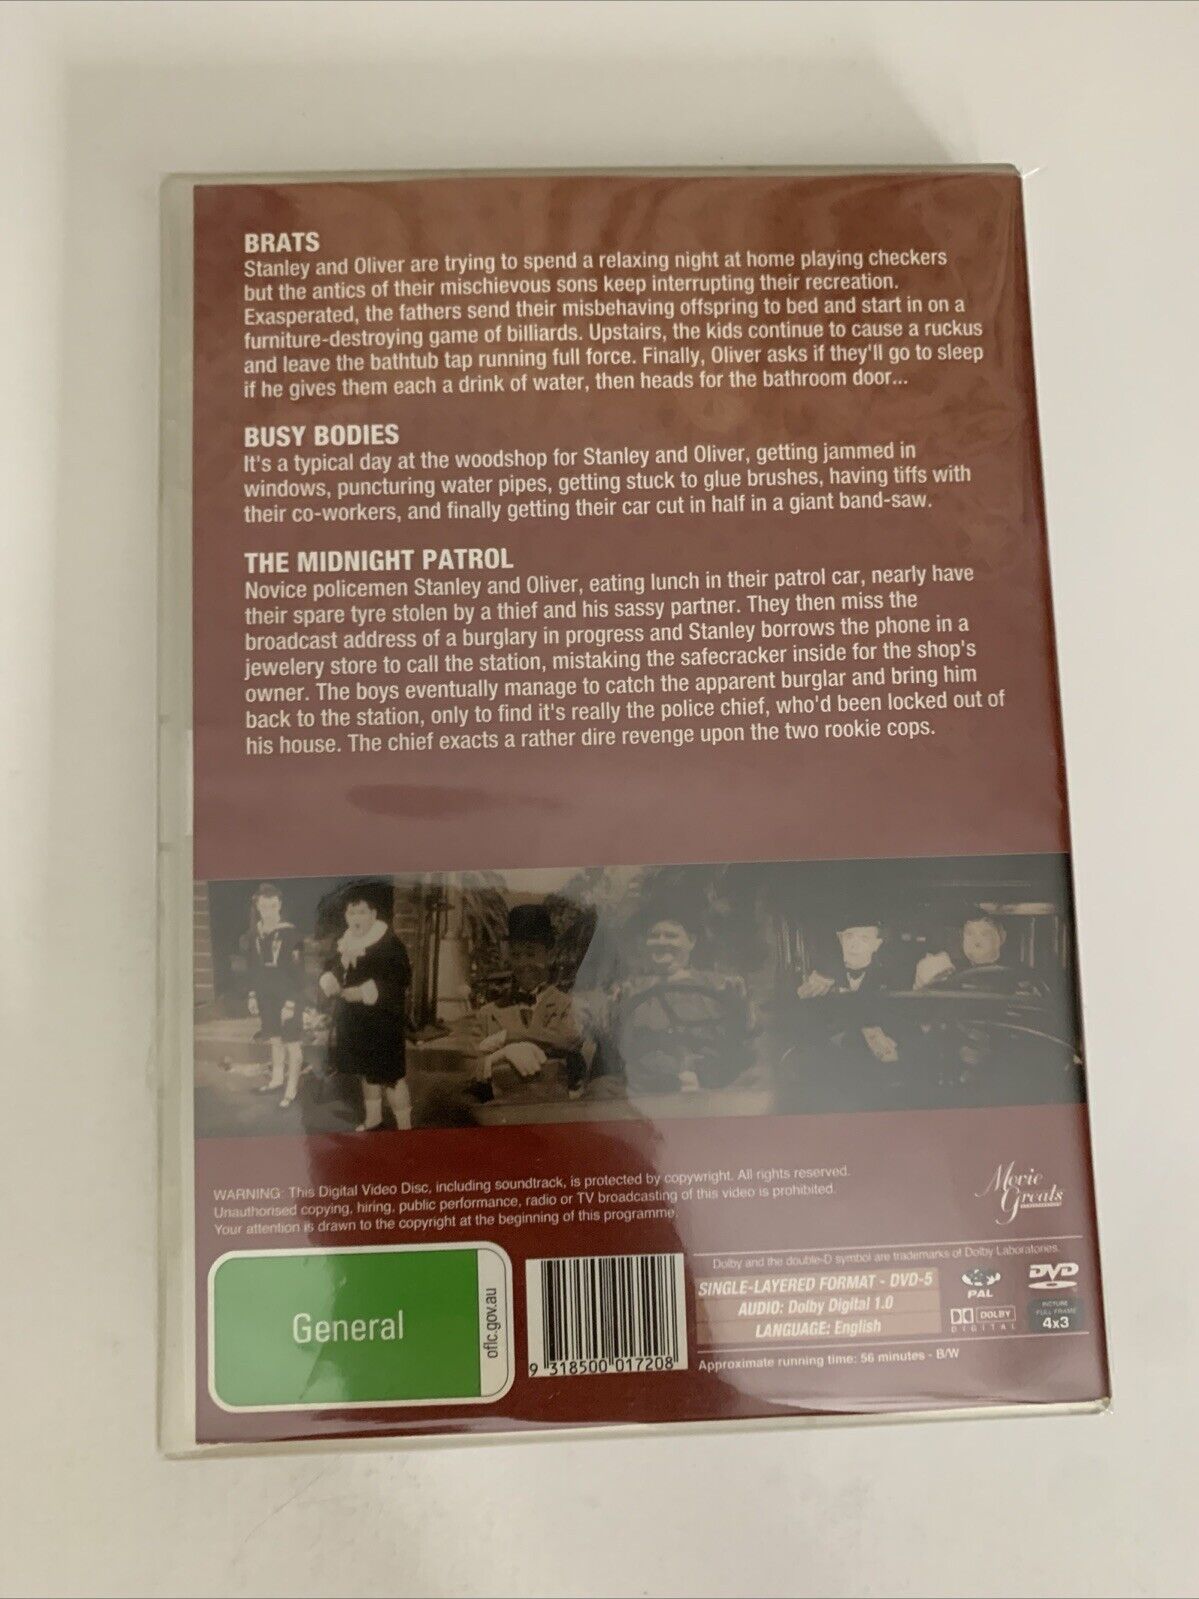 BRATS
Stanley and Oliver are trying to spend a relaxing night at home playing checkers
but the antics of their mischievous sons keep interrupting their recreation.
Exasperated, the fathers send their misbehaving offspring to bed and start in on a
furniture-destroying game of billiards. Upstairs, the kids continue to cause a ruckus
and leave the bathtub tap running full force. Finally, Oliver asks if they'll go to sleep
if he gives them each a drink of water, then heads for the bathroom door...
BUSY BODIES
It's a typical day at the woodshop for Stanley and Oliver, getting jammed in
windows, puncturing water pipes, getting stuck to glue brushes, having tiffs with
their co-workers, and finally getting their car cut in half in a giant band-saw.
THE MIDNIGHT PATROL
Novice policemen Stanley and Oliver, eating lunch in their patrol car, nearly have
their spare tyre stolen by a thief and his sassy partner. They then miss the
broadcast address of a burglary in progress and Stanley borrows the phone in a
jewelery store to call the station, mistaking the safecracker inside for the shop's
owner. The boys eventually manage to catch the apparent burglar and bring him
back to the station, only to find it's really the police chief, who'd been locked out of
his house. The chief exacts a rather dire revenge upon the two rookie cops.
WARNING: This Digital Video Disc, including soundtrack, is protected by copywright. All rights reserved.
Unauthorised copying, hiring, public performance, radio or TV broadcasting of this video is prohibited.
Your attention is drawn to the copyright at the beginning of this programme.
Movie
Greats
General
oflc.gov.au
9 318500 017208
Dolby and the double-D symbol are trademarks of Dolby Laboratories.
SINGLE-LAYERED FORMAT - DVD-5
AUDIO: Dolby Digital 1.0
LANGUAGE: English
Approximate running time: 56 minutes - B/W
PAL
DVD
DOLBY
DIGITAL
PICTURE
FULL FRAME
4x3